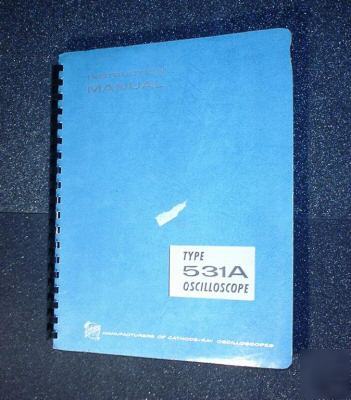 INSTRUCTION
MANUAL
TYPE
531A
OSCILLOSCOPE
MANUFACTURERS OF CATHODE-RAY OSCILLOSCOPES